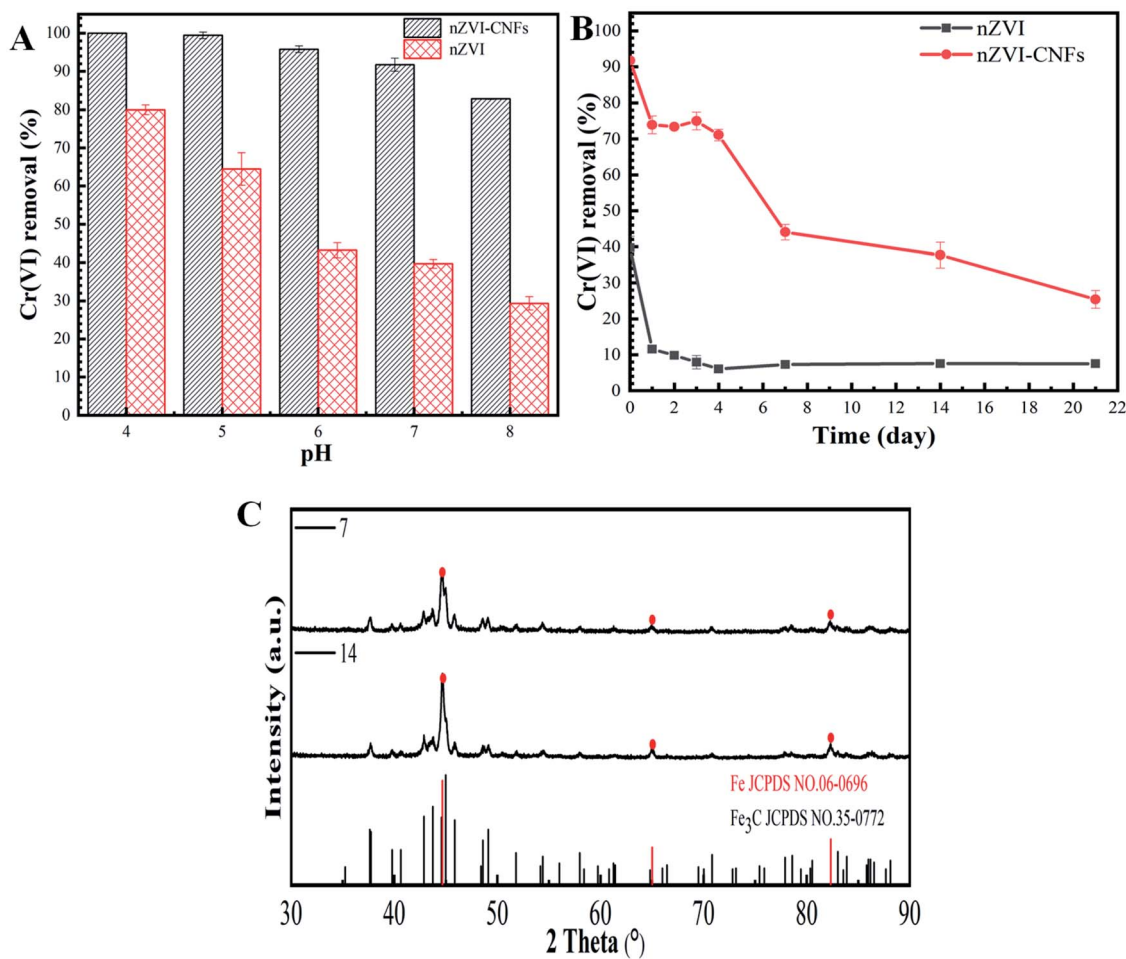 A
nZVI-CNFs
nZVI
Cr(VI) removal (%)
100
90
80
70
60
50
40
30
20
10
0
4 5 6 7 8
pH
B
nZVI
nZVI-CNFs
Cr(VI) removal (%)
100
90
80
70
60
50
40
30
20
10
0
0 2 4 6 8 10 12 14 16 18 20 22
Time (day)
C
7
14
Intensity (a.u.)
Fe JCPDS NO.06-0696
Fe3C JCPDS NO.35-0772
30 40 50 60 70 80 90
2 Theta (°)